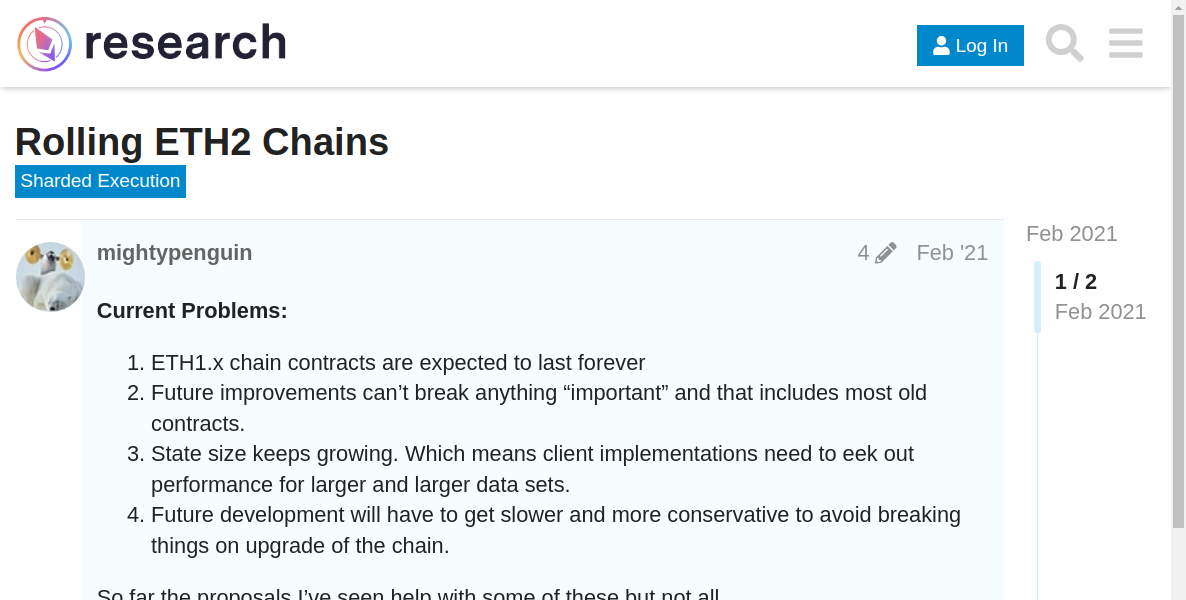 research
Log In
Rolling ETH2 Chains
Sharded Execution
mightypenguin
4
Feb '21
Feb 2021
1 / 2
Feb 2021
Current Problems:
1. ETH1.x chain contracts are expected to last forever
2. Future improvements can’t break anything “important” and that includes most old
contracts.
3. State size keeps growing. Which means client implementations need to eek out
performance for larger and larger data sets.
4. Future development will have to get slower and more conservative to avoid breaking
things on upgrade of the chain.
So far the proposals I’ve seen help with some of these but not all